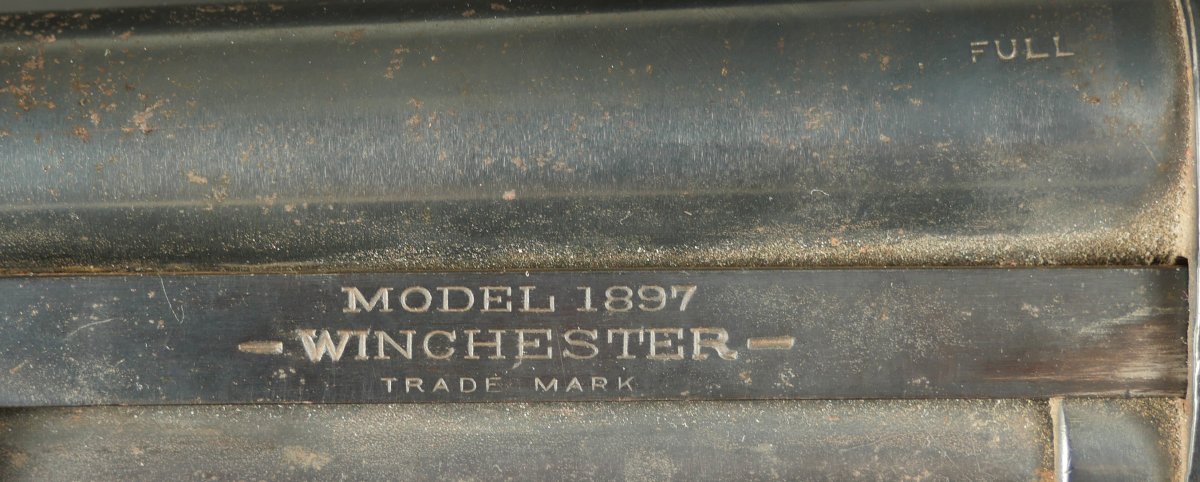 FULL
MODEL 1897
- WINCHESTER -
TRADE MARK